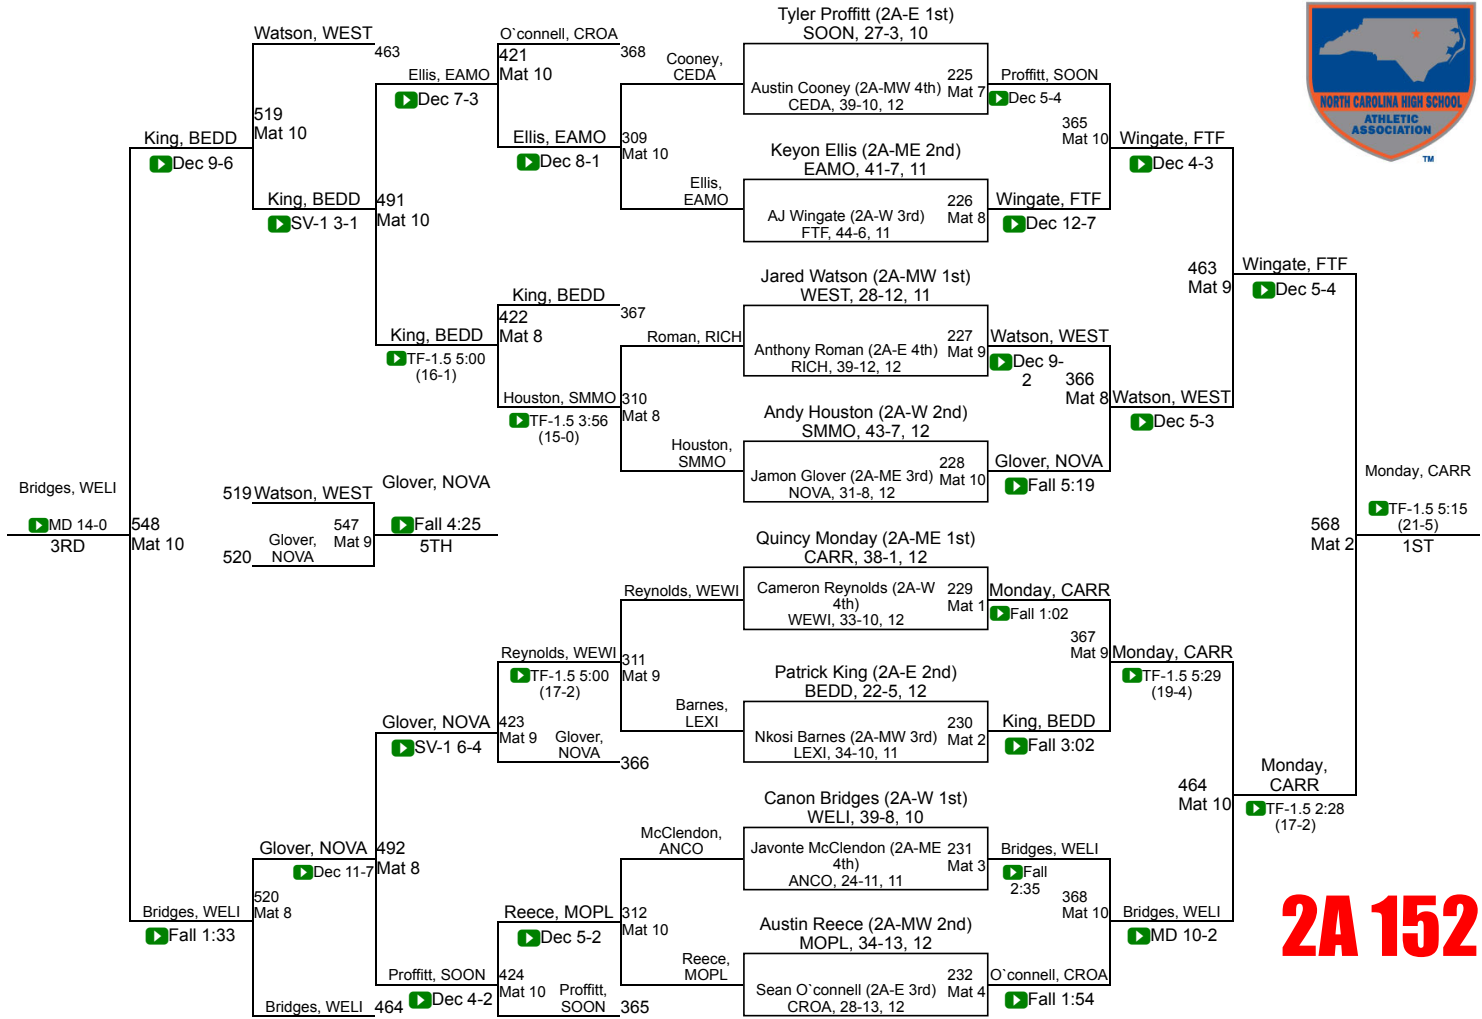 Tyler Proffitt (2A-E 1st)
SOON, 27-3, 10
Austin Cooney (2A-MW 4th)
CEDA, 39-10, 12
225
Mat 7
Keyon Ellis (2A-ME 2nd)
EAMO, 41-7, 11
AJ Wingate (2A-W 3rd)
FTF, 44-6, 11
226
Mat 8
Jared Watson (2A-MW 1st)
WEST, 28-12, 11
Anthony Roman (2A-E 4th)
RICH, 39-12, 12
227
Mat 9
Andy Houston (2A-W 2nd)
SMMO, 43-7, 12
Jamon Glover (2A-ME 3rd)
NOVA, 31-8, 12
228
Mat 10
Quincy Monday (2A-ME 1st)
CARR, 38-1, 12
Cameron Reynolds (2A-W
4th)
WEWI, 33-10, 12
229
Mat 1
Patrick King (2A-E 2nd)
BEDD, 22-5, 12
Nkosi Barnes (2A-MW 3rd)
LEXI, 34-10, 11
230
Mat 2
Canon Bridges (2A-W 1st)
WELI, 39-8, 10
Javonte McClendon (2A-ME
4th)
ANCO, 24-11, 11
231
Mat 3
Austin Reece (2A-MW 2nd)
MOPL, 34-13, 12
Sean O`connell (2A-E 3rd)
CROA, 28-13, 12
232
Mat 4
Proffitt, SOON
Dec 5-4
365
Mat 10
Wingate, FTF
Dec 12-7
Watson, WEST
Dec 9-
2
366
Mat 8
Glover, NOVA
Fall 5:19
Monday, CARR
Fall 1:02
367
Mat 9
King, BEDD
Fall 3:02
Bridges, WELI
Fall
2:35
368
Mat 10
O`connell, CROA
Fall 1:54
Wingate, FTF
Dec 4-3
463
Mat 9
Watson, WEST
Dec 5-3
Monday, CARR
TF-1.5 5:29
(19-4)
464
Mat 10
Bridges, WELI
MD 10-2
Wingate, FTF
Dec 5-4
568
Mat 2
Monday,
CARR
TF-1.5 2:28
(17-2)
Monday, CARR
TF-1.5 5:15
(21-5)
1ST
Cooney,
CEDA
309
Mat 10
Ellis,
EAMO
Roman, RICH
310
Mat 8
Houston,
SMMO
Reynolds, WEWI
311
Mat 9
Barnes,
LEXI
McClendon,
ANCO
312
Mat 10
Reece,
MOPL
O`connell, CROA
368
421
Mat 10
Ellis, EAMO
Dec 8-1
King, BEDD
367
422
Mat 8
Houston, SMMO
TF-1.5 3:56
(15-0)
Reynolds, WEWI
TF-1.5 5:00
(17-2)
423
Mat 9
Glover,
NOVA
366
Reece, MOPL
Dec 5-2
424
Mat 10
Proffitt,
SOON
365
Ellis, EAMO
Dec 7-3
491
Mat 10
King, BEDD
TF-1.5 5:00
(16-1)
Glover, NOVA
SV-1 6-4
492
Mat 8
Proffitt, SOON
Dec 4-2
Watson, WEST
463
519
Mat 10
King, BEDD
SV-1 3-1
Glover, NOVA
Dec 11-7
520
Mat 8
Bridges, WELI
464
King, BEDD
Dec 9-6
548
Mat 10
Bridges, WELI
Fall 1:33
Bridges, WELI
MD 14-0
3RD
519
Watson, WEST
547
Mat 9
520
Glover,
NOVA
Glover, NOVA
Fall 4:25
5TH
NORTH CAROLINA HIGH SCHOOL
ATHLETIC
ASSOCIATION
TM
2A 152